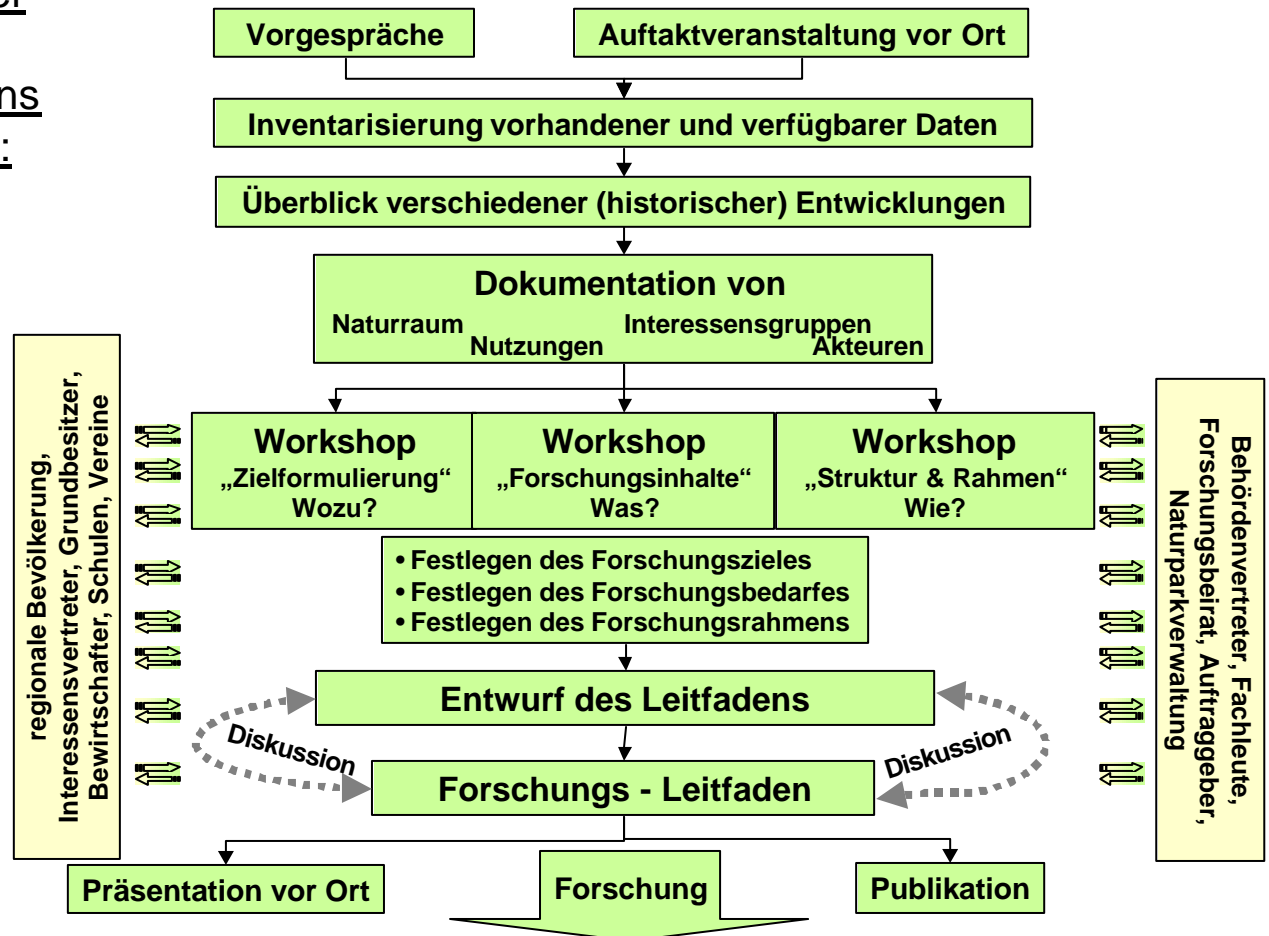 er
ns
:
Vorgespräche
Auftaktveranstaltung vor Ort
Inventarisierung vorhandener und verfügbarer Daten
Überblick verschiedener (historischer) Entwicklungen
Dokumentation von
Naturraum
Interessensgruppen
Nutzungen
Akteuren
regionale Bevölkerung,
Interessensvertreter, Grundbesitzer,
Bewirtschafter, Schulen, Vereine
Workshop
„Zielformulierung“
Wozu?
Workshop
„Forschungsinhalte“
Was?
Workshop
„Struktur & Rahmen“
Wie?
Behördenvertreter, Fachleute,
Forschungsbeirat, Auftragggeber,
Naturparkverwaltung
• Festlegen des Forschungszieles
• Festlegen des Forschungsbedarfes
• Festlegen des Forschungsrahmens
Entwurf des Leitfadens
Diskussion
Diskussion
Forschungs - Leitfaden
Präsentation vor Ort
Forschung
Publikation